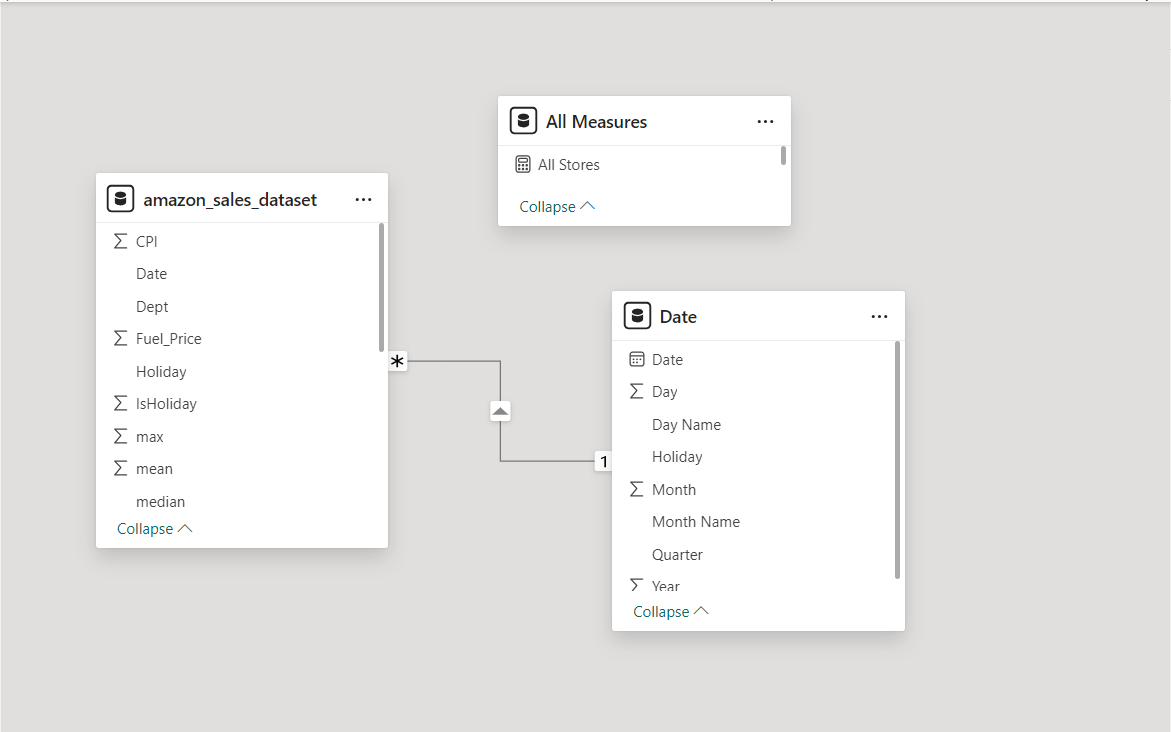 All Measures
All Stores
Collapse
amazon_sales_dataset
CPI
Date
Dept
Fuel_Price
Holiday
IsHoliday
max
mean
median
Collapse
*
1
Date
Date
Day
Day Name
Holiday
Month
Month Name
Quarter
Year
Collapse